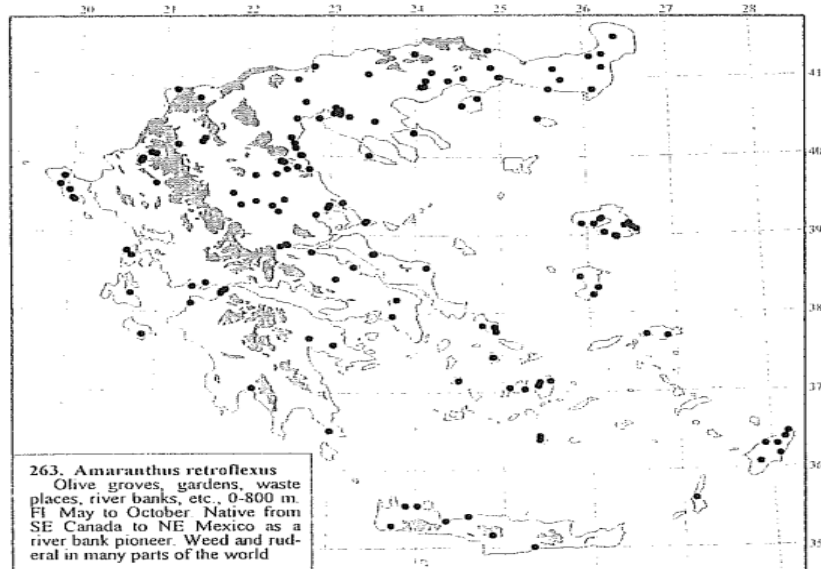 20 21 22 23 24 25 26 27 28
41
40
39
38
37
36
35
263. Amaranthus retroflexus
Olive groves, gardens, waste
places, river banks, etc., 0-800 m.
Fl May to October. Native from
SE Canada to NE Mexico as a
river bank pioneer. Weed and rud-
eral in many parts of the world